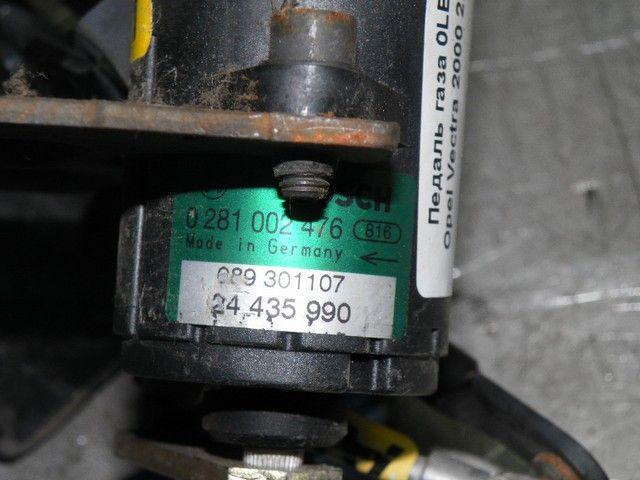 0 281 002 476 816
Made in Germany
089 301107
24 435 990
Педаль газа
Opel Vectra 2000